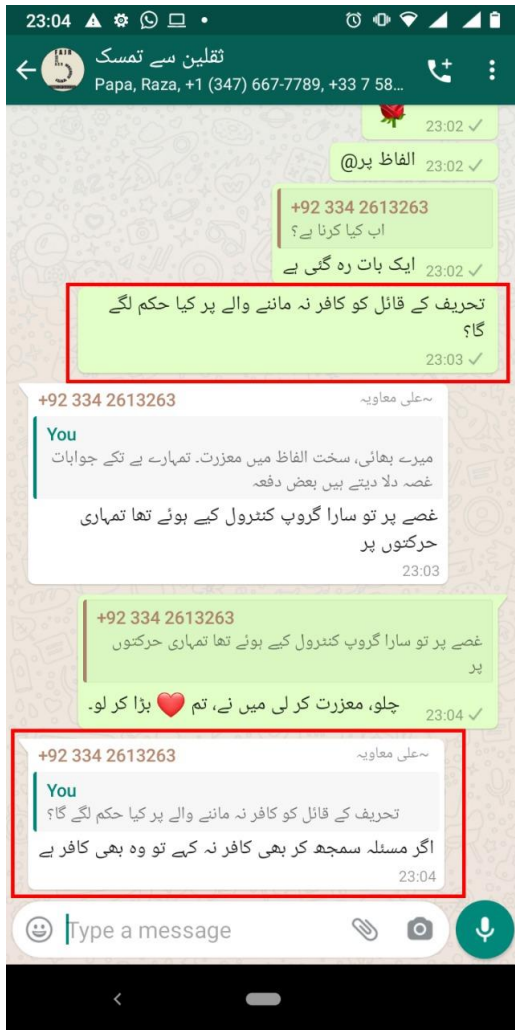 23:04
ثقلین سے تمسک
Papa, Raza, +1 (347) 667-7789, +33 7 58...
23:02
@الفاظ پر
23:02
+92 334 2613263
اب کیا کرنا ہے؟
ایک بات رہ گئی ہے
23:02
تحریف کے قائل کو کافر نہ ماننے والے پر کیا حکم لگے
گا؟
23:03
+92 334 2613263 ~علی معاویہ
You
میرے بھائی، سخت الفاظ میں معزرت۔ تمہارے بے تکے جوابات
غصہ دلا دیتے ہیں بعض دفعہ
غصے پر تو سارا گروپ کنٹرول کیے ہوئے تھا تمہاری
حرکتوں پر
23:03
+92 334 2613263
غصے پر تو سارا گروپ کنٹرول کیے ہوئے تھا تمہاری حرکتوں
پر
چلو، معزرت کر لی میں نے، تم ❤️ بڑا کر لو۔
23:04
+92 334 2613263 ~علی معاویہ
You
تحریف کے قائل کو کافر نہ ماننے والے پر کیا حکم لگے گا؟
اگر مسئلہ سمجھ کر بھی کافر نہ کہے تو وہ بھی کافر ہے
23:04
Type a message